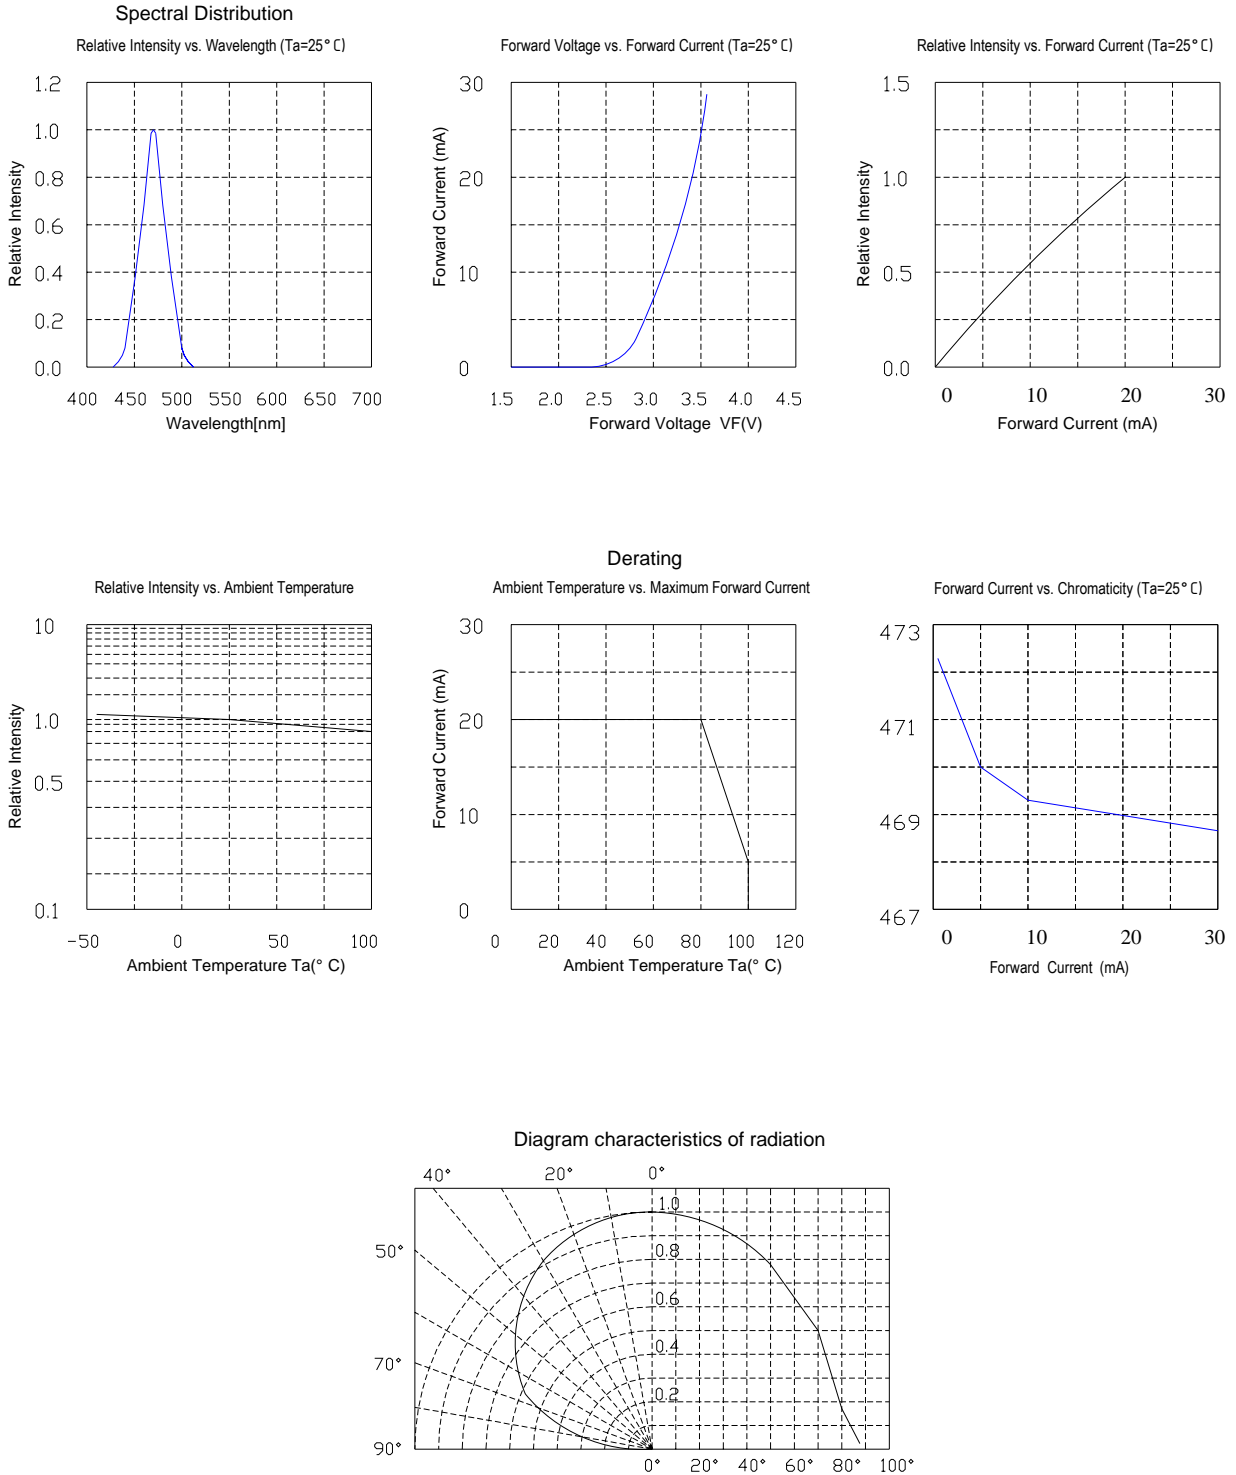 Spectral Distribution
Relative Intensity vs. Wavelength (Ta=25°C)
Relative Intensity
1.2
1.0
0.8
0.6
0.4
0.2
0.0
400 450 500 550 600 650 700
Wavelength[nm]
Forward Voltage vs. Forward Current (Ta=25°C)
Forward Current (mA)
30
20
10
0
1.5 2.0 2.5 3.0 3.5 4.0 4.5
Forward Voltage VF(V)
Relative Intensity vs. Forward Current (Ta=25°C)
Relative Intensity
1.5
1.0
0.5
0.0
0 10 20 30
Forward Current (mA)
Relative Intensity vs. Ambient Temperature
Relative Intensity
10
1.0
0.5
0.1
-50 0 50 100
Ambient Temperature Ta(° C)
Derating
Ambient Temperature vs. Maximum Forward Current
Forward Current (mA)
30
20
10
0
0 20 40 60 80 100 120
Ambient Temperature Ta(° C)
Forward Current vs. Chromaticity (Ta=25°C)
473
471
469
467
0 10 20 30
Forward Current (mA)
Diagram characteristics of radiation
40° 20° 0°
50°
70°
90°
1.0
0.8
0.6
0.4
0.2
0° 20° 40° 60° 80° 100°